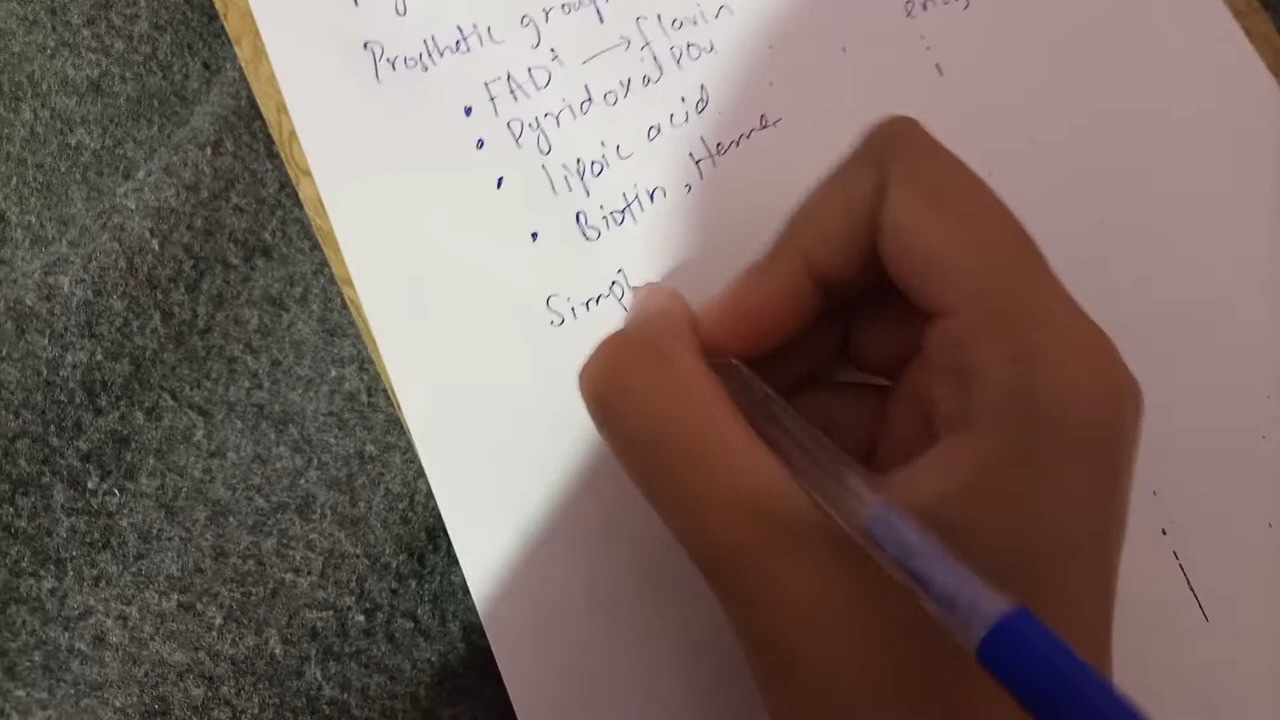 Prosthetic group
• FAD⁺ → flavin
• Pyridoxal PO4
• lipoic acid
• Biotin, Heme
Simpl